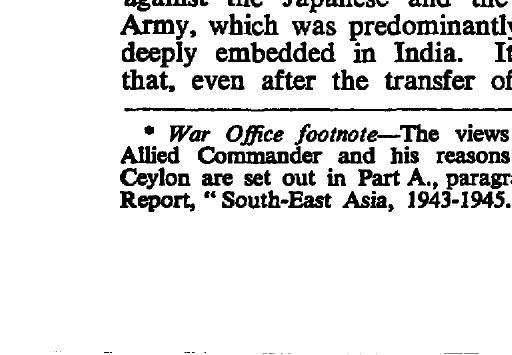 against the Japanese and the
Army, which was predominantly
deeply embedded in India. It
that, even after the transfer of
* War Office footnote—The views
Allied Commander and his reasons
Ceylon are set out in Part A., paragr
Report, “ South-East Asia, 1943-1945.